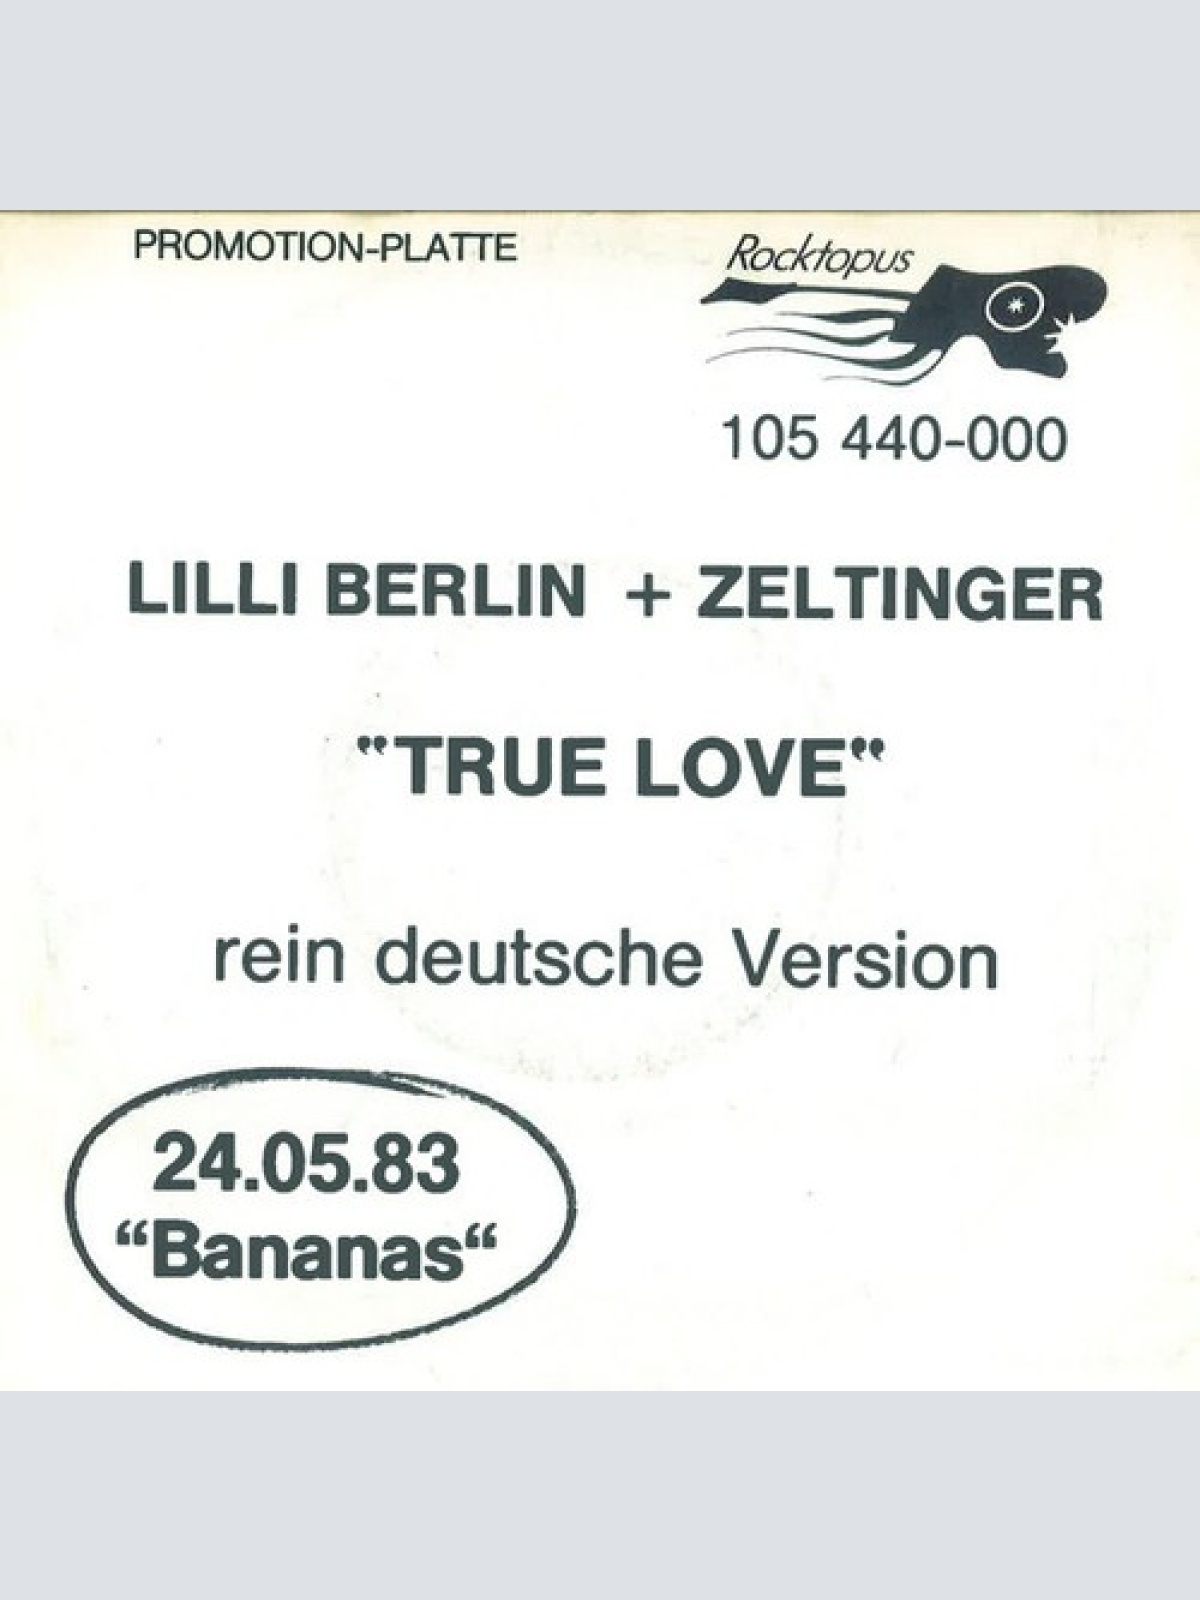 PROMOTION-PLATTE
Rocktopus
105 440-000
LILLI BERLIN + ZELTINGER
"TRUE LOVE"
rein deutsche Version
24.05.83
“Bananas“